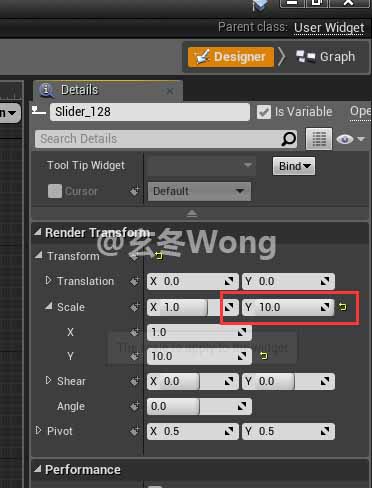 Parent class: User Widget
Designer Graph
Details
Slider_128 Is Variable
Search Details
Tool Tip Widget Bind
Cursor Default
Render Transform
@玄冬Wong
Transform
Translation X 0.0 Y 0.0
Scale X 1.0 Y 10.0
X 1.0
The scale to apply to the widget
Y 10.0
Shear X 0.0 Y 0.0
Angle 0.0
Pivot X 0.5 Y 0.5
Performance